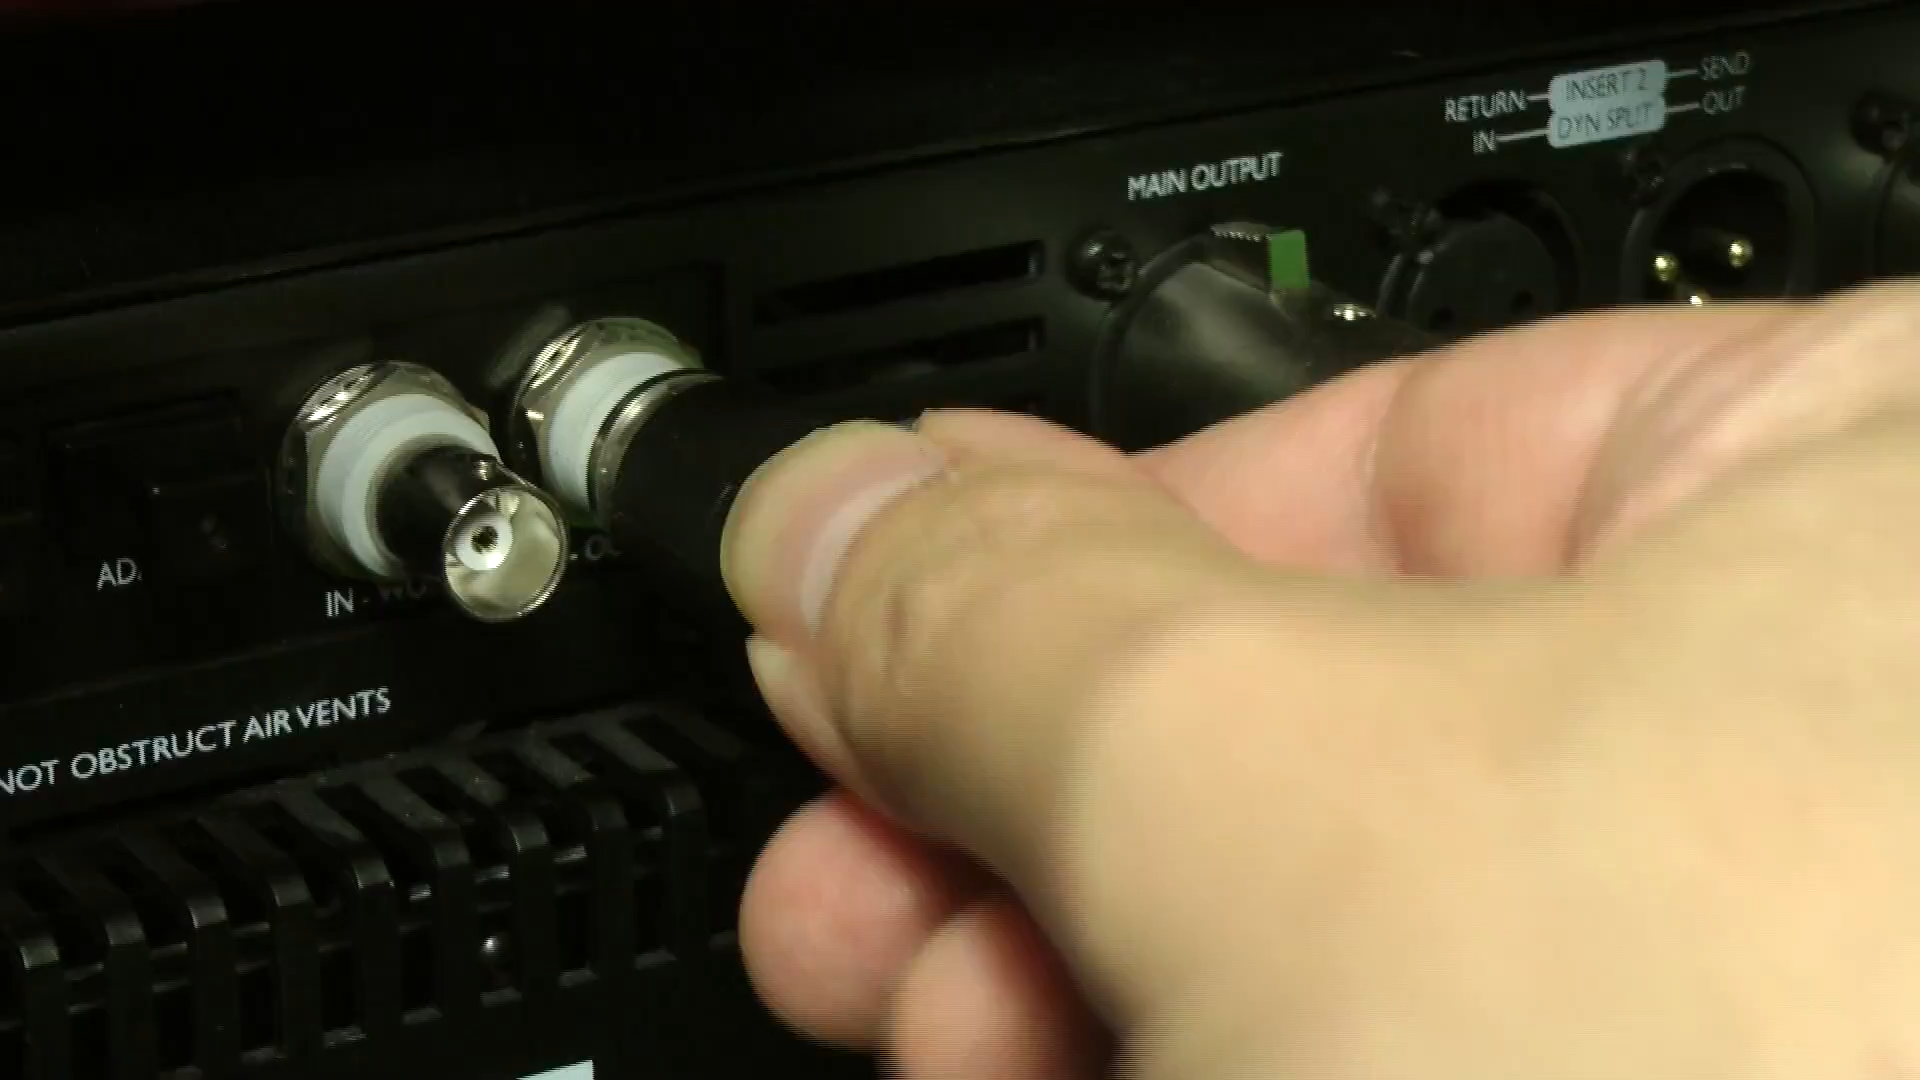 SEND
RETURN INSERT 2 OUT
IN DYN SPLIT
MAIN OUTPUT
AD
IN -
NOT OBSTRUCT AIR VENTS